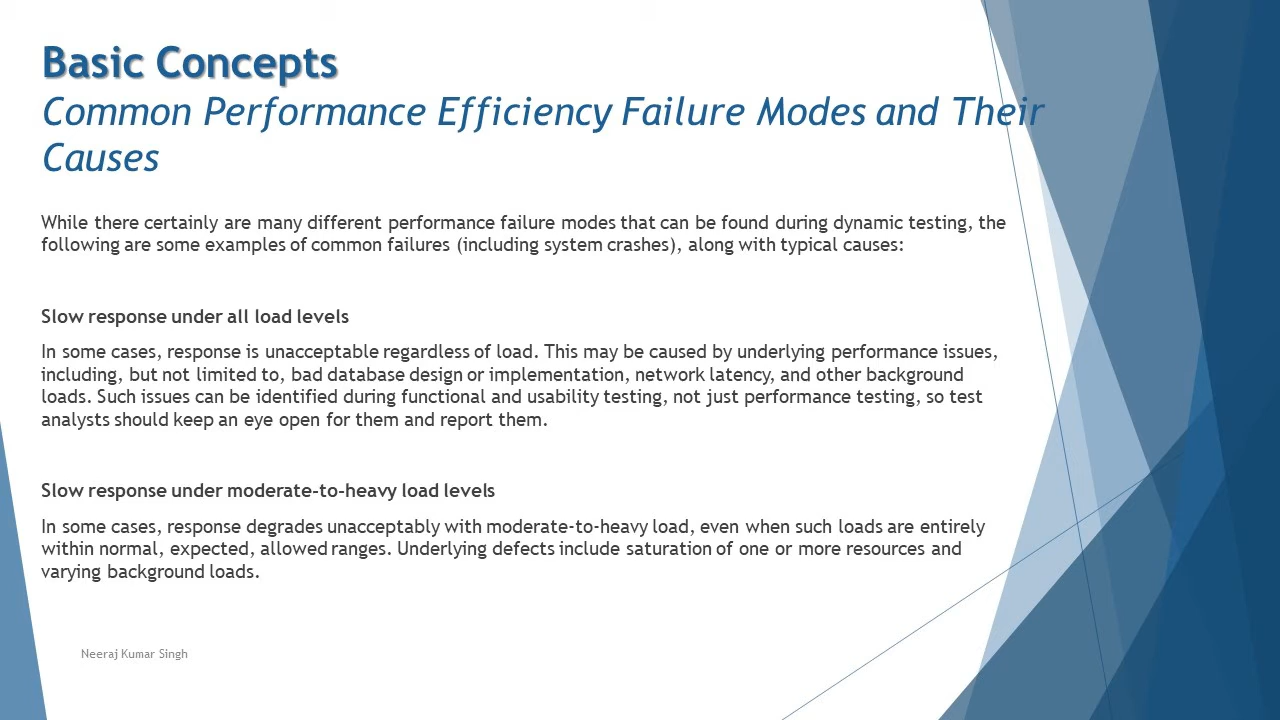 Basic Concepts
Common Performance Efficiency Failure Modes and Their
Causes
While there certainly are many different performance failure modes that can be found during dynamic testing, the
following are some examples of common failures (including system crashes), along with typical causes:
Slow response under all load levels
In some cases, response is unacceptable regardless of load. This may be caused by underlying performance issues,
including, but not limited to, bad database design or implementation, network latency, and other background
loads. Such issues can be identified during functional and usability testing, not just performance testing, so test
analysts should keep an eye open for them and report them.
Slow response under moderate-to-heavy load levels
In some cases, response degrades unacceptably with moderate-to-heavy load, even when such loads are entirely
within normal, expected, allowed ranges. Underlying defects include saturation of one or more resources and
varying background loads.
Neeraj Kumar Singh